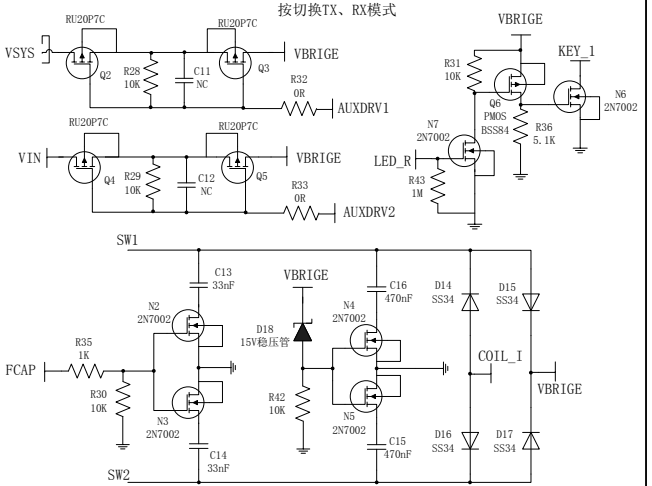 按切换TX、RX模式
RU20P7C
VSYS
Q2
R28
10K
C11
NC
RU20P7C
Q3
VBRIGE
R32
0R
AUXDRV1
RU20P7C
VIN
Q4
R29
10K
C12
NC
RU20P7C
Q5
VBRIGE
R33
0R
AUXDRV2
VBRIGE
R31
10K
Q6
PMOS
BSS84
KEY_1
N6
2N7002
N7
2N7002
R36
5.1K
LED_R
R43
1M
SW1
C13
33nF
N2
2N7002
R35
1K
FCAP
R30
10K
N3
2N7002
C14
33nF
SW2
VBRIGE
D18
15V稳压管
R42
10K
C16
470nF
N4
2N7002
N5
2N7002
C15
470nF
D14
SS34
D15
SS34
COIL_I
VBRIGE
D16
SS34
D17
SS34